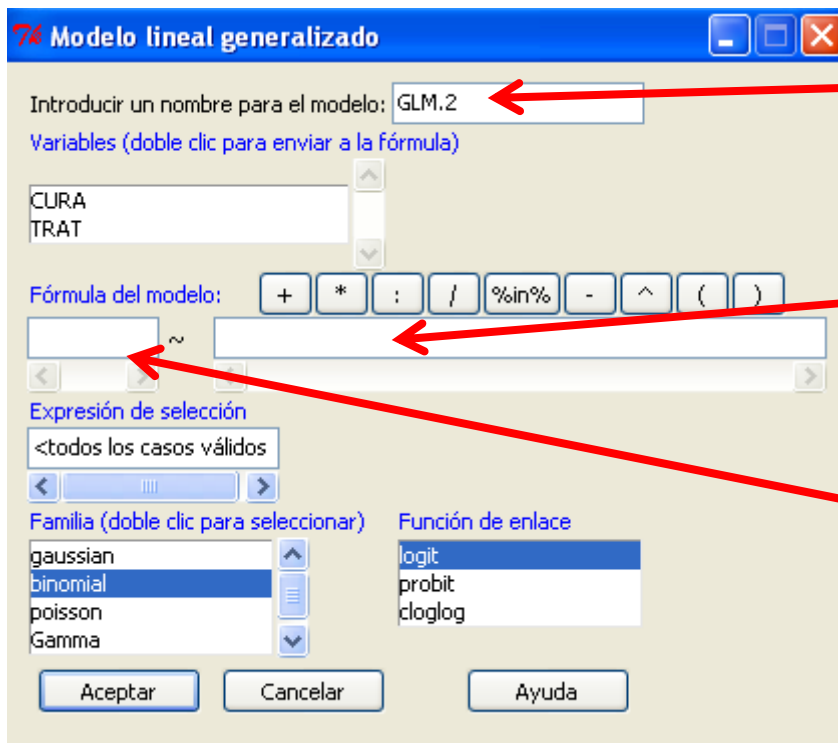 Modelo lineal generalizado
Introducir un nombre para el modelo: GLM.2
Variables (doble clic para enviar a la fórmula)
CURA
TRAT
Fórmula del modelo: + * : / %in% - ^ ( )
~
Expresión de selección
<todos los casos válidos
Familia (doble clic para seleccionar) Función de enlace
gaussian logit
binomial probit
poisson cloglog
Gamma
Aceptar Cancelar Ayuda